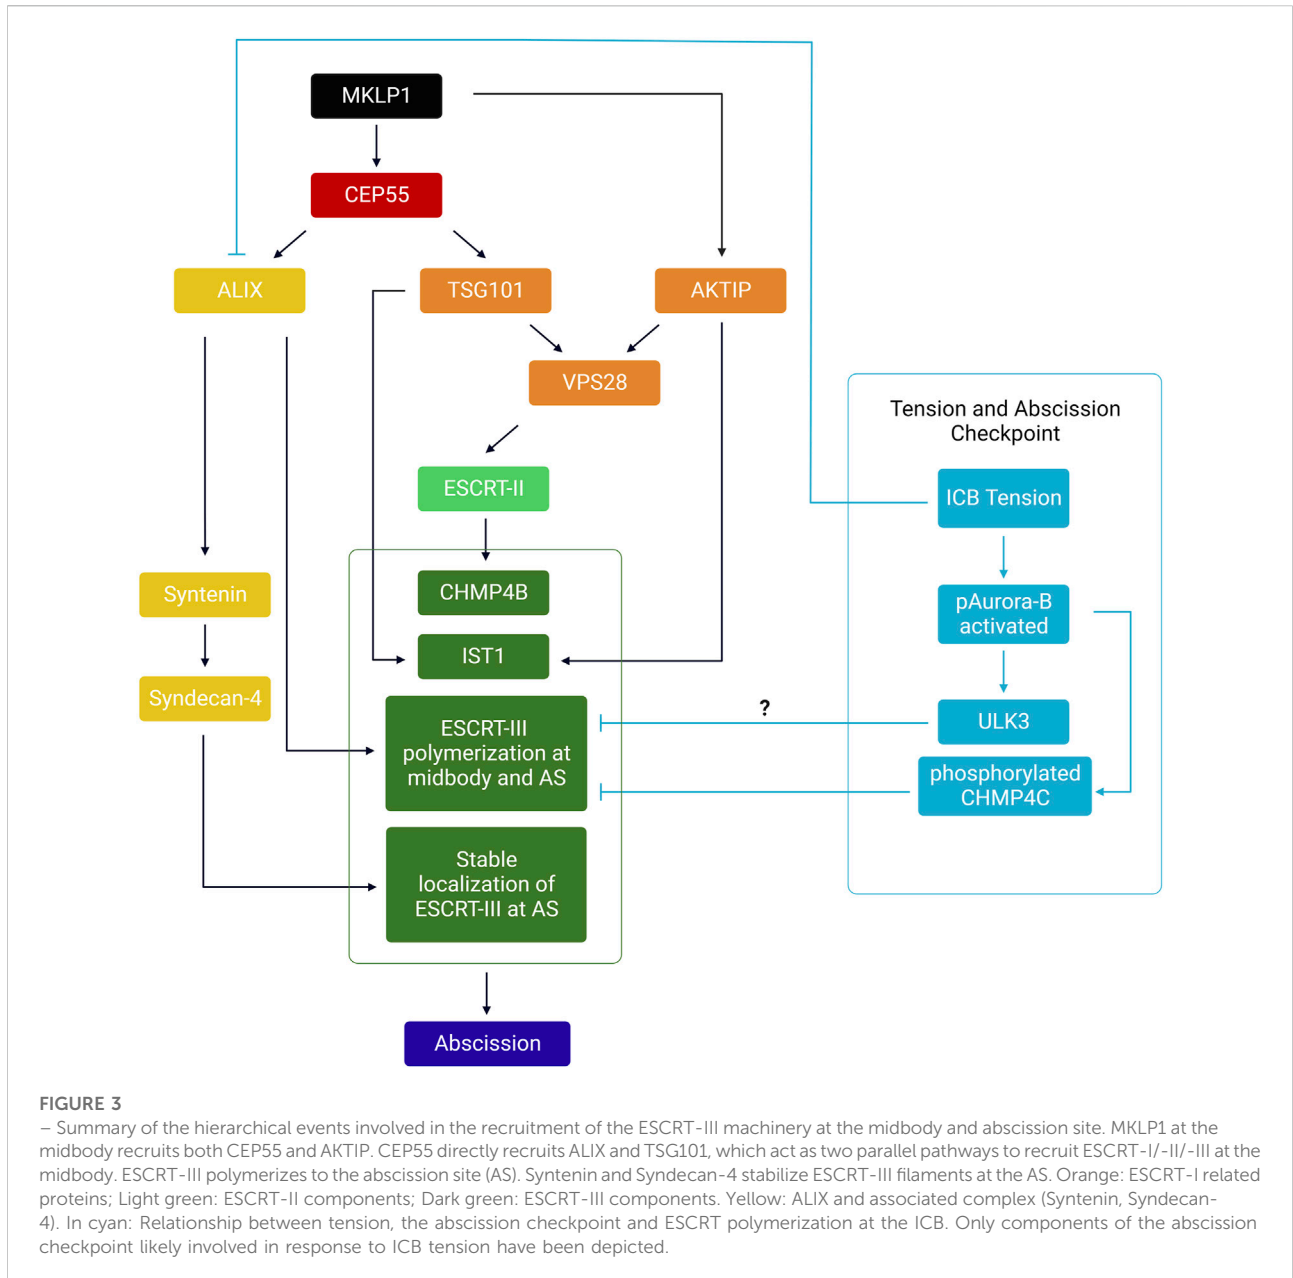 MKLP1
CEP55
ALIX
TSG101
AKTIP
VPS28
ESCRT-II
CHMP4B
IST1
ESCRT-III
polymerization at
midbody and AS
Stable
localization of
ESCRT-III at AS
Syntenin
Syndecan-4
Abscission
Tension and Abscission
Checkpoint
ICB Tension
pAurora-B
activated
ULK3
?
phosphorylated
CHMP4C
FIGURE 3
– Summary of the hierarchical events involved in the recruitment of the ESCRT-III machinery at the midbody and abscission site. MKLP1 at the
midbody recruits both CEP55 and AKTIP. CEP55 directly recruits ALIX and TSG101, which act as two parallel pathways to recruit ESCRT-I/-II/-III at the
midbody. ESCRT-III polymerizes to the abscission site (AS). Syntenin and Syndecan-4 stabilize ESCRT-III filaments at the AS. Orange: ESCRT-I related
proteins; Light green: ESCRT-II components; Dark green: ESCRT-III components. Yellow: ALIX and associated complex (Syntenin, Syndecan-
4). In cyan: Relationship between tension, the abscission checkpoint and ESCRT polymerization at the ICB. Only components of the abscission
checkpoint likely involved in response to ICB tension have been depicted.